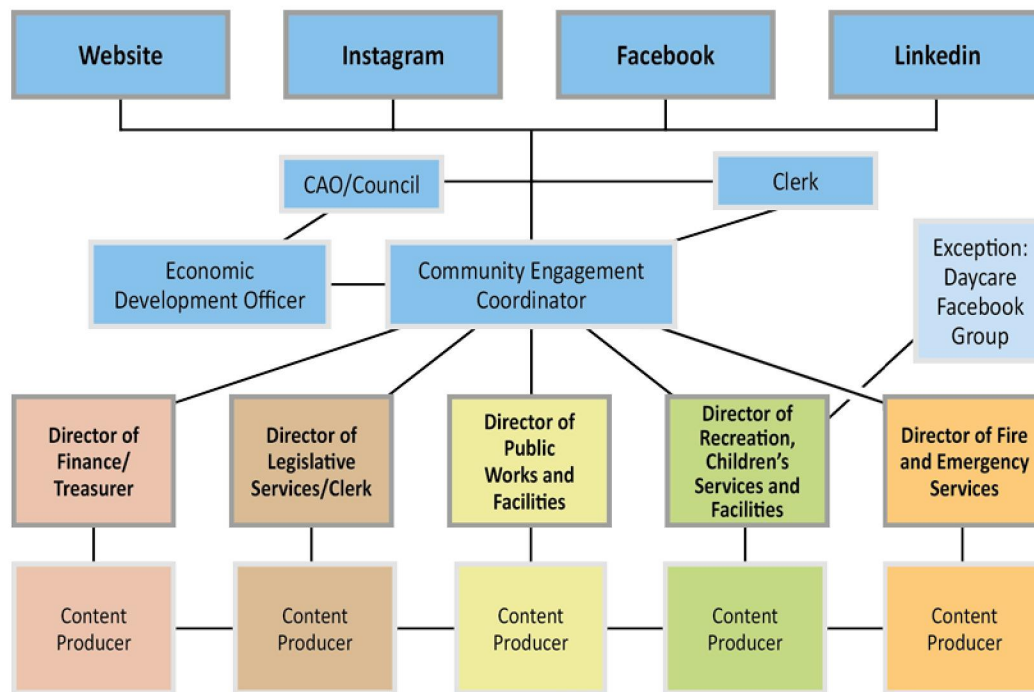 Website
Instagram
Facebook
Linkedin
CAO/Council
Clerk
Economic
Development Officer
Community Engagement
Coordinator
Exception:
Daycare
Facebook
Group
Director of
Finance/
Treasurer
Director of
Legislative
Services/Clerk
Director of
Public
Works and
Facilities
Director of
Recreation,
Children's
Services and
Facilities
Director of Fire
and Emergency
Services
Content
Producer
Content
Producer
Content
Producer
Content
Producer
Content
Producer